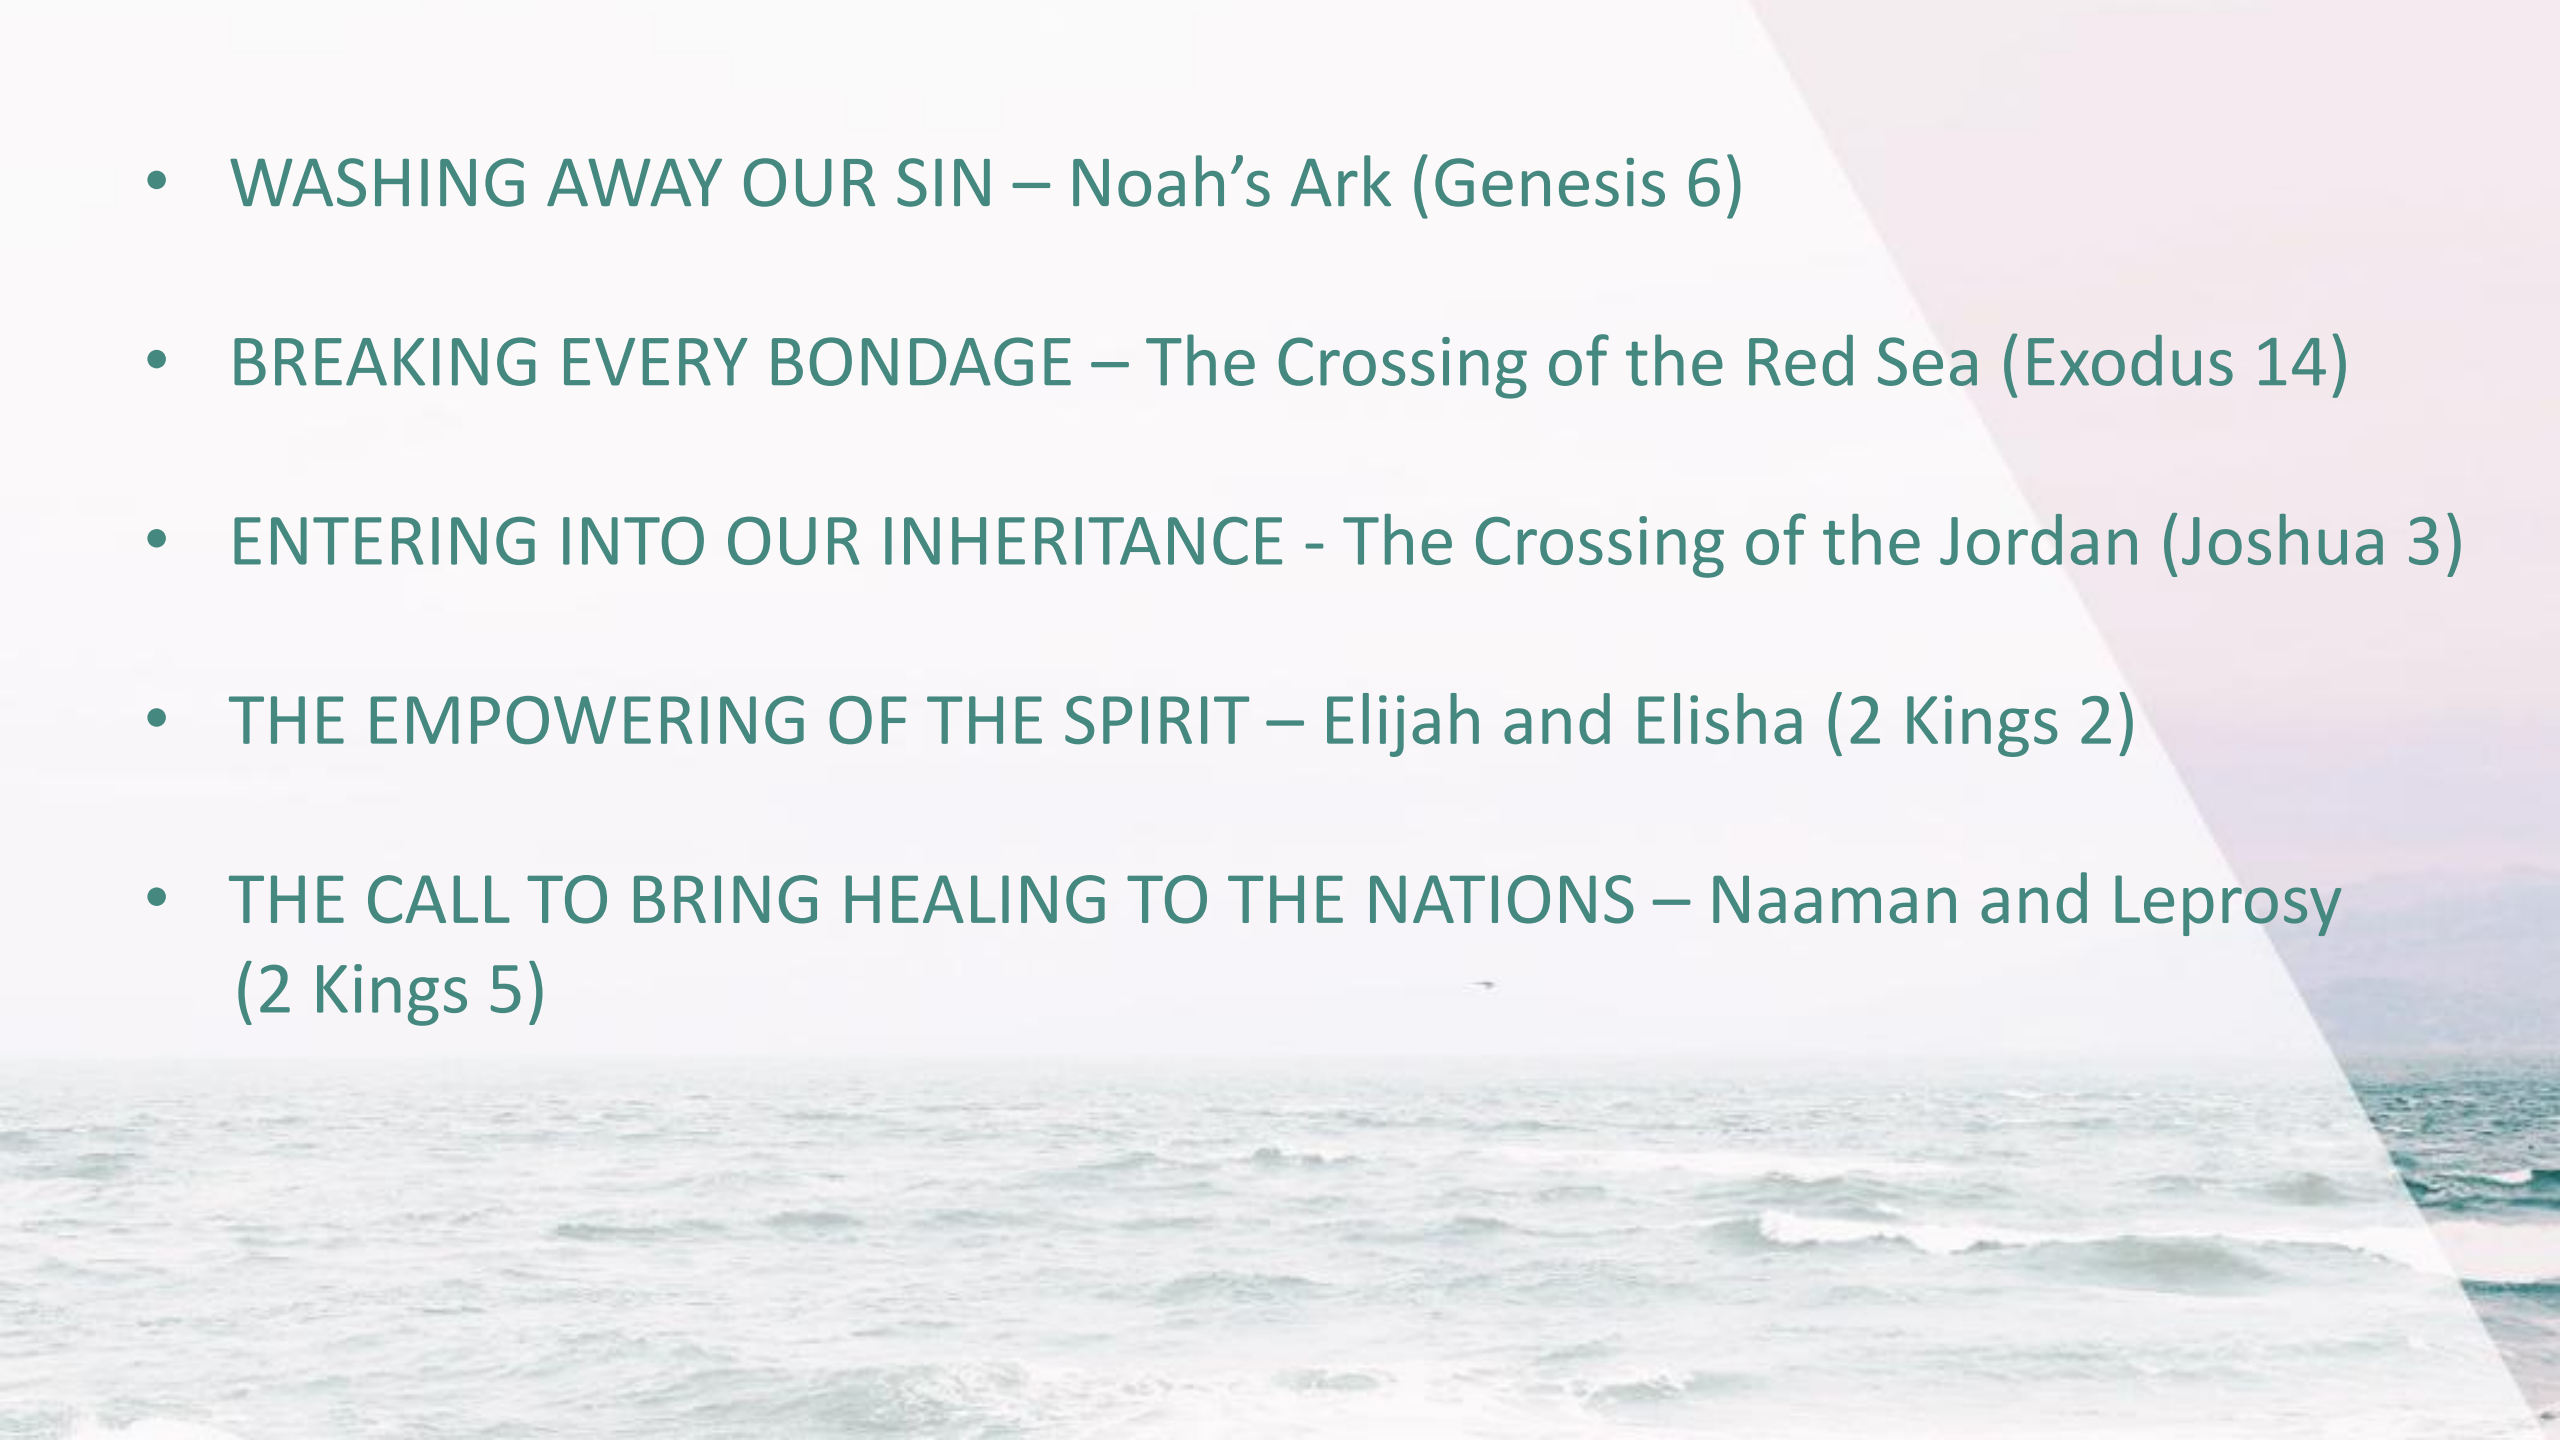 • WASHING AWAY OUR SIN – Noah’s Ark (Genesis 6)
• BREAKING EVERY BONDAGE – The Crossing of the Red Sea (Exodus 14)
• ENTERING INTO OUR INHERITANCE - The Crossing of the Jordan (Joshua 3)
• THE EMPOWERING OF THE SPIRIT – Elijah and Elisha (2 Kings 2)
• THE CALL TO BRING HEALING TO THE NATIONS – Naaman and Leprosy
(2 Kings 5)